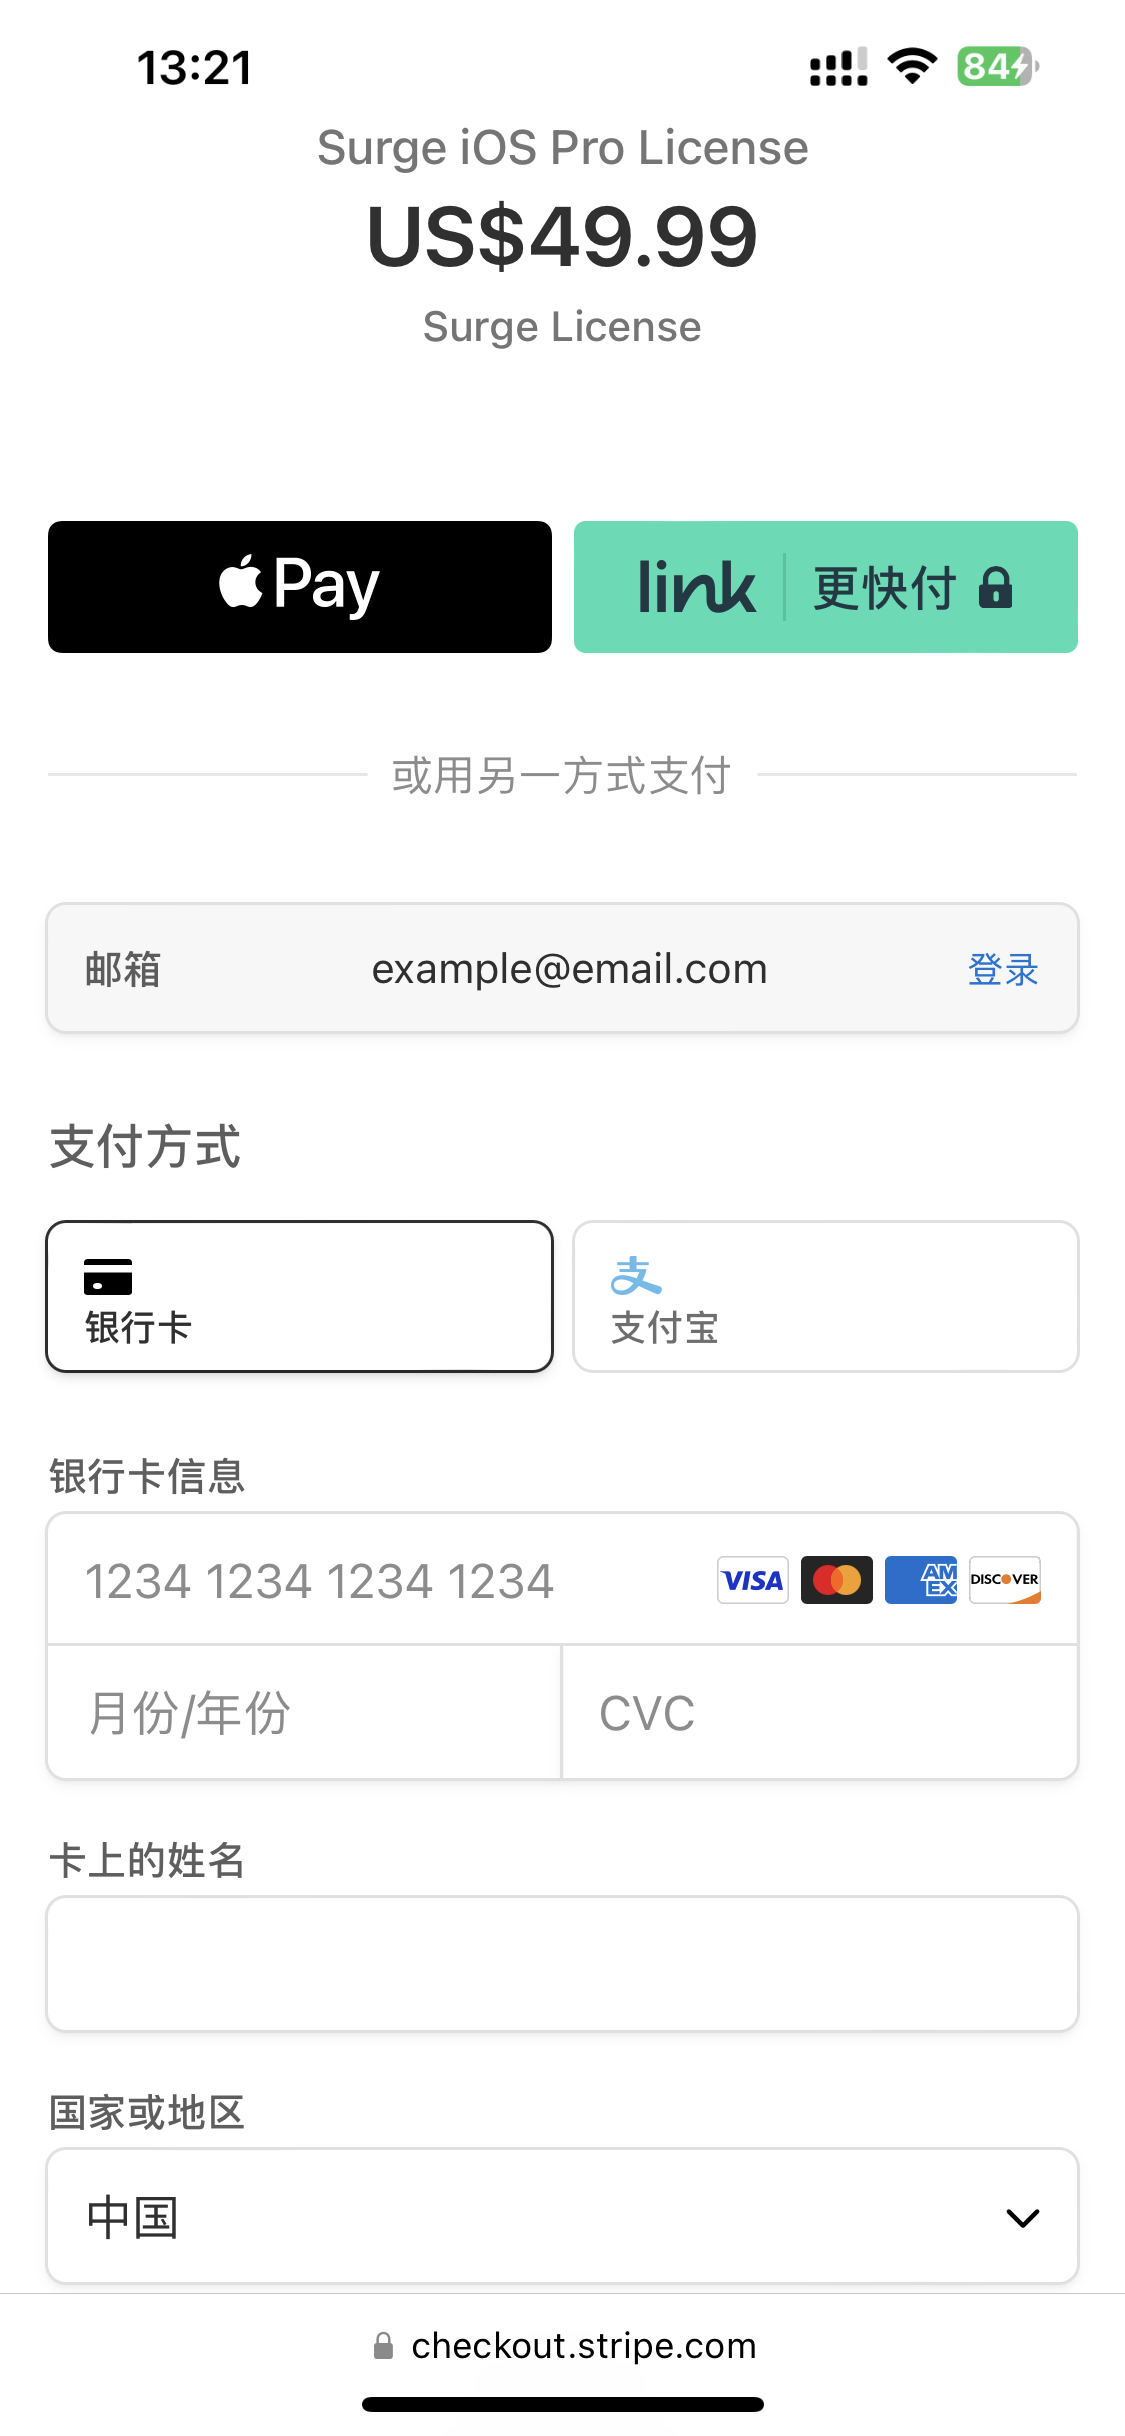 13:21
84
Surge iOS Pro License
US$49.99
Surge License
Pay
link 更快付
或用另一方式支付
邮箱 example@email.com 登录
支付方式
银行卡
支
支付宝
银行卡信息
1234 1234 1234 1234 VISA AMEX DISCOVER
月份/年份 CVC
卡上的姓名
国家或地区
中国
checkout.stripe.com